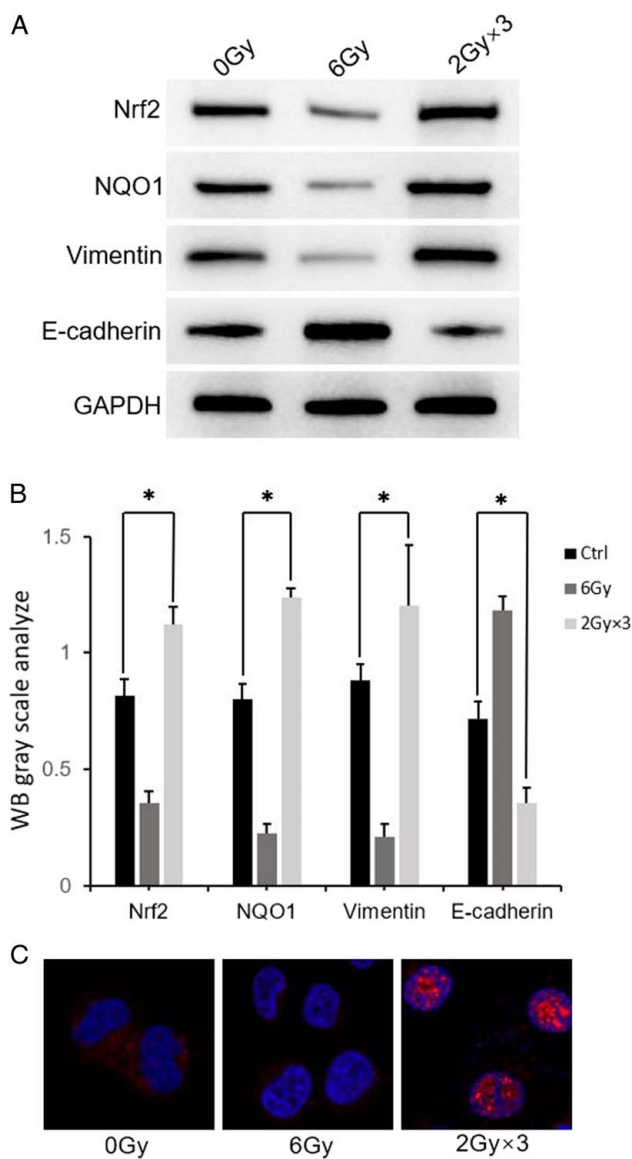 A
0Gy 6Gy 2Gy×3
Nrf2
NQO1
Vimentin
E-cadherin
GAPDH
B
* * * *
WB gray scale analyze
1.5
1
0.5
0
Ctrl
6Gy
2Gy×3
Nrf2 NQO1 Vimentin E-cadherin
C
0Gy 6Gy 2Gy×3